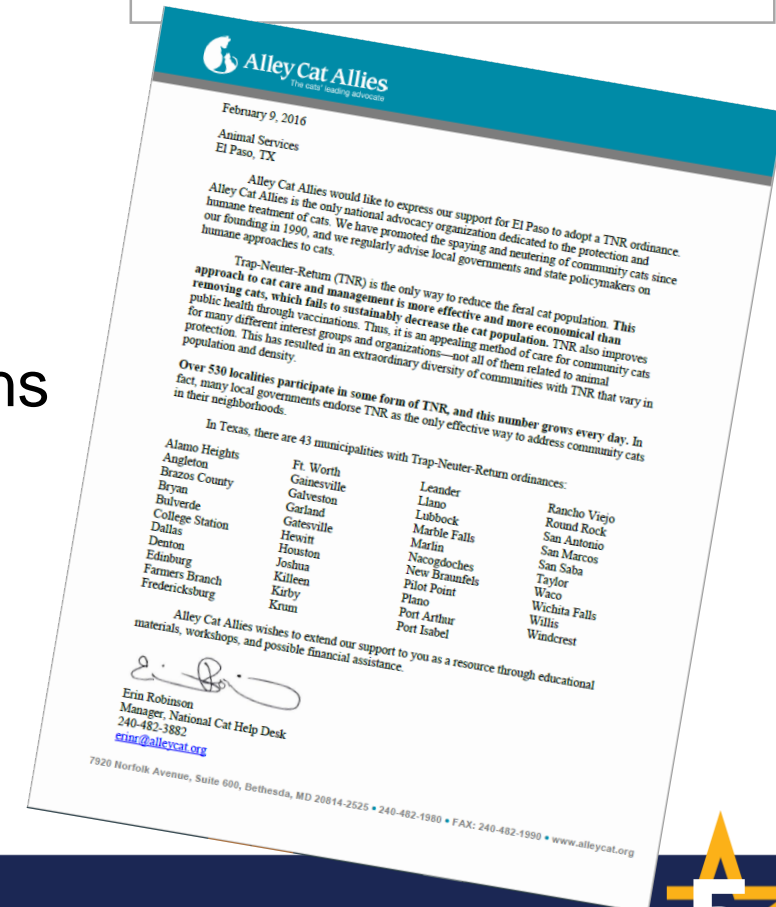 Alley Cat Allies
The cats' leading advocate
February 9, 2016
Animal Services
El Paso, TX
Alley Cat Allies would like to express our support for El Paso to adopt a TNR ordinance.
Alley Cat Allies is the only national advocacy organization dedicated to the protection and
humane treatment of cats. We have promoted the spaying and neutering of community cats since
our founding in 1990, and we regularly advise local governments and state policymakers on
humane approaches to cats.
Trap-Neuter-Return (TNR) is the only way to reduce the feral cat population. This
approach to cat care and management is more effective and more economical than
removing cats, which fails to sustainably decrease the cat population. TNR also improves
public health through vaccinations. Thus, it is an appealing method of care for community cats
for many different interest groups and organizations—not all of them related to animal
protection. This has resulted in an extraordinary diversity of communities with TNR that vary in
population and density.
ns
Over 530 localities participate in some form of TNR, and this number grows every day. In
fact, many local governments endorse TNR as the only effective way to address community cats
in their neighborhoods.
In Texas, there are 43 municipalities with Trap-Neuter-Return ordinances:
Alamo Heights
Angleton
Brazos County
Bryan
Bulverde
College Station
Dallas
Denton
Edinburg
Farmers Branch
Fredericksburg
Ft. Worth
Gainesville
Galveston
Garland
Gatesville
Hewitt
Houston
Joshua
Killeen
Kirby
Krum
Leander
Llano
Lubbock
Marble Falls
Marlin
Nacogdoches
New Braunfels
Pilot Point
Plano
Port Arthur
Port Isabel
Rancho Viejo
Round Rock
San Antonio
San Marcos
San Saba
Taylor
Waco
Wichita Falls
Willis
Windcrest
Alley Cat Allies wishes to extend our support to you as a resource through educational
materials, workshops, and possible financial assistance.
Erin Robinson
Manager, National Cat Help Desk
240-482-3882
erinr@alleycat.org
7920 Norfolk Avenue, Suite 600, Bethesda, MD 20814-2525 • 240-482-1980 • FAX: 240-482-1990 • www.alleycat.org